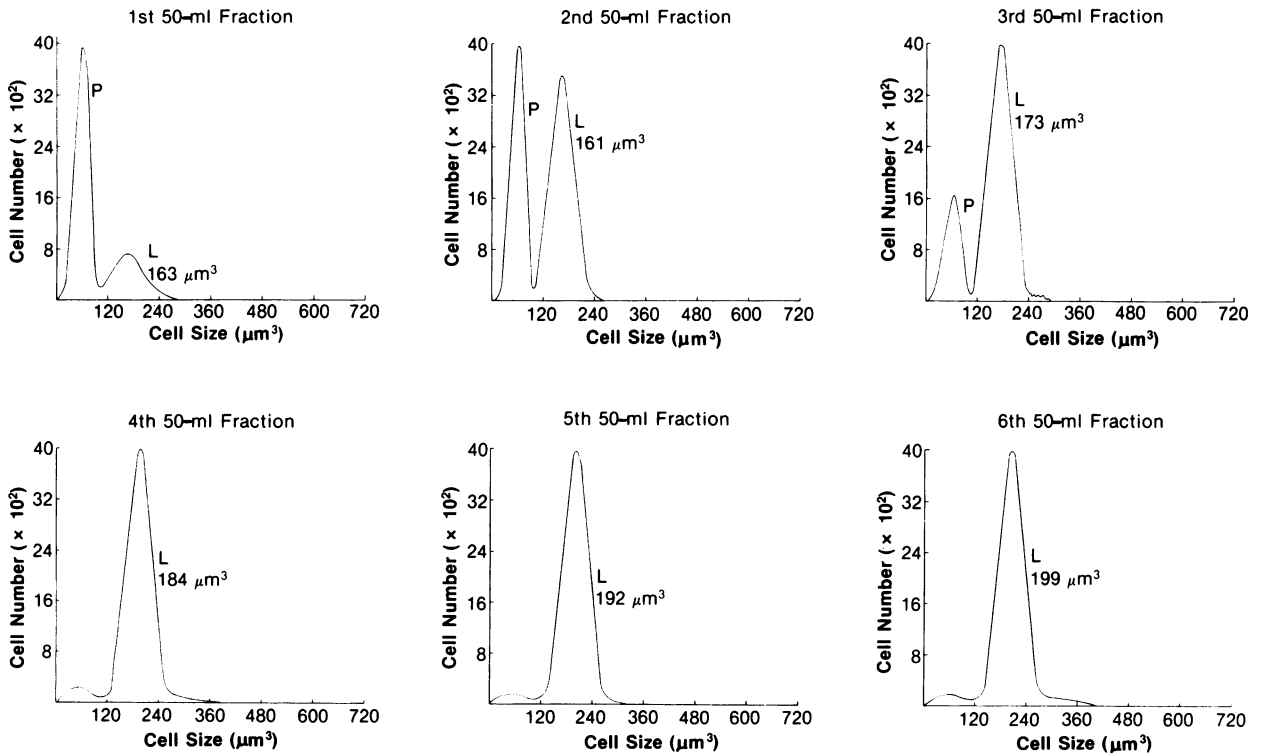 1st 50-ml Fraction
2nd 50-ml Fraction
3rd 50-ml Fraction
Cell Number (× 10²)
40
32
24
16
8
P
L
163 μm³
120 240 360 480 600 720
Cell Size (μm³)
Cell Number (× 10²)
40
32
24
16
8
P
L
161 μm³
120 240 360 480 600 720
Cell Size (μm³)
Cell Number (× 10²)
40
32
24
16
8
P
L
173 μm³
120 240 360 480 600 720
Cell Size (μm³)
4th 50-ml Fraction
5th 50-ml Fraction
6th 50-ml Fraction
Cell Number (× 10²)
40
32
24
16
8
L
184 μm³
120 240 360 480 600 720
Cell Size (μm³)
Cell Number (× 10²)
40
32
24
16
8
L
192 μm³
120 240 360 480 600 720
Cell Size (μm³)
Cell Number (× 10²)
40
32
24
16
8
L
199 μm³
120 240 360 480 600 720
Cell Size (μm³)